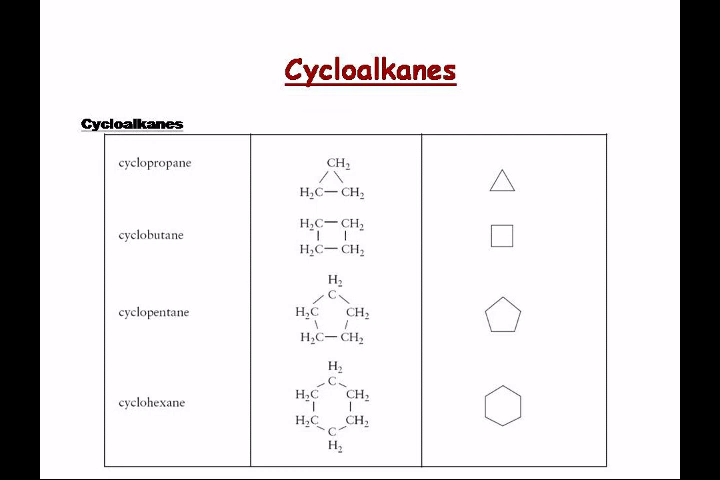 Cycloalkanes
Cycloalkanes
cyclopropane
CH₂
H₂C CH₂
cyclobutane
H₂C CH₂
H₂C CH₂
cyclopentane
H₂
C
H₂C CH₂
H₂C CH₂
cyclohexane
H₂
C
H₂C CH₂
H₂C CH₂
C
H₂